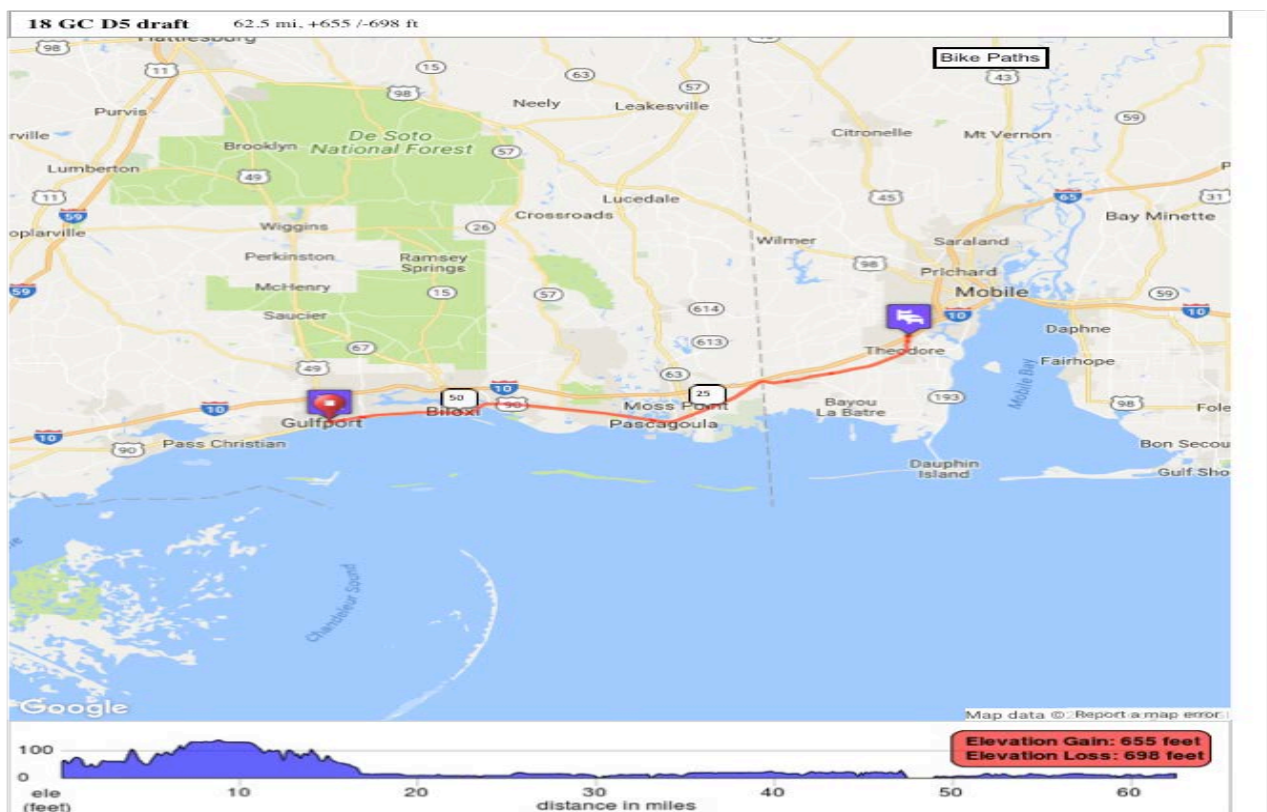 18 GC D5 draft 62.5 mi, +655 /-698 ft
Hattiesburg
98
Bike Paths
11
15
63
98
57
43
Purvis
Neely
Leakesville
59
De Soto
National Forest
Citronelle
Mt Vernon
Brooklyn
57
Lumberton
49
11
45
65
31
59
Lucedale
Crossroads
Bay Minette
Wiggins
26
Wilmer
Saraland
Perkinston
Ramsey
Springs
98
Prichard
McHenry
Mobile
59
15
57
614
10
10
Saucier
Daphne
67
613
Theodore
Fairhope
49
63
10
25
50
90
193
98
10
Moss Point
Bayou
La Batre
Mobile Bay
Biloxi
Gulfport
Pascagoula
10
90
Pass Christian
Bon Secou
Dauphin
Island
Gulf Sho
Chandeleur Sound
Google
Map data ©
Report a map error
100
Elevation Gain: 655 feet
Elevation Loss: 698 feet
0
ele
(feet)
10
20
30
40
50
60
distance in miles